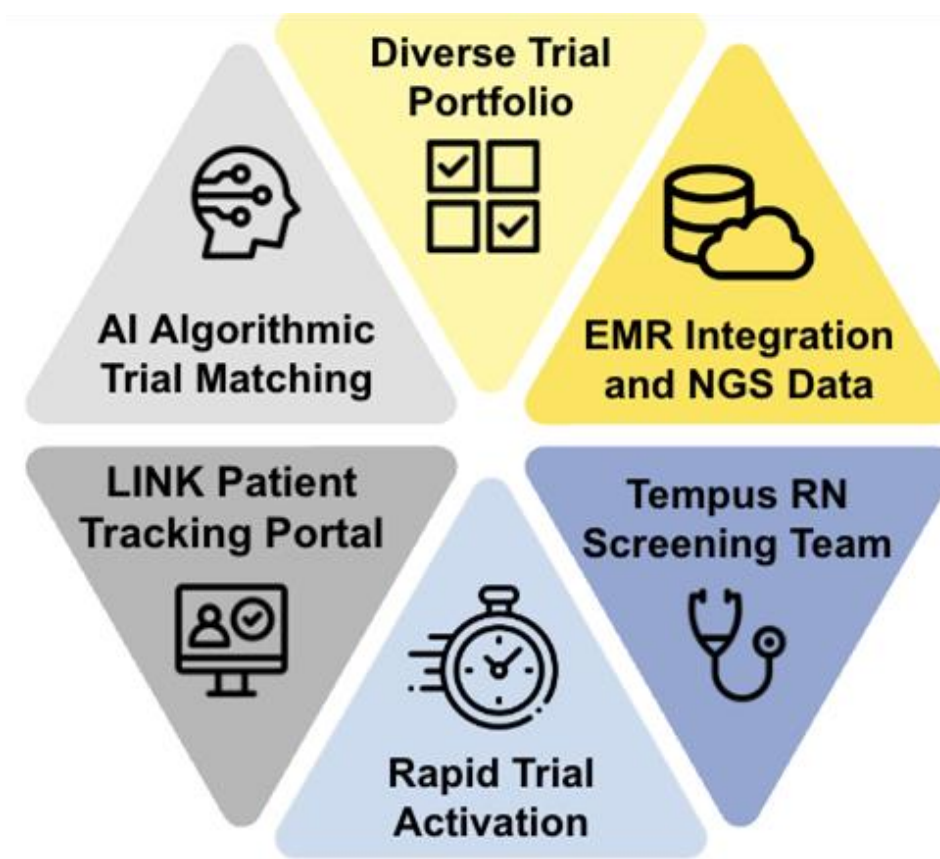 Diverse Trial
Portfolio
AI Algorithmic
Trial Matching
EMR Integration
and NGS Data
LINK Patient
Tracking Portal
Tempus RN
Screening Team
Rapid Trial
Activation